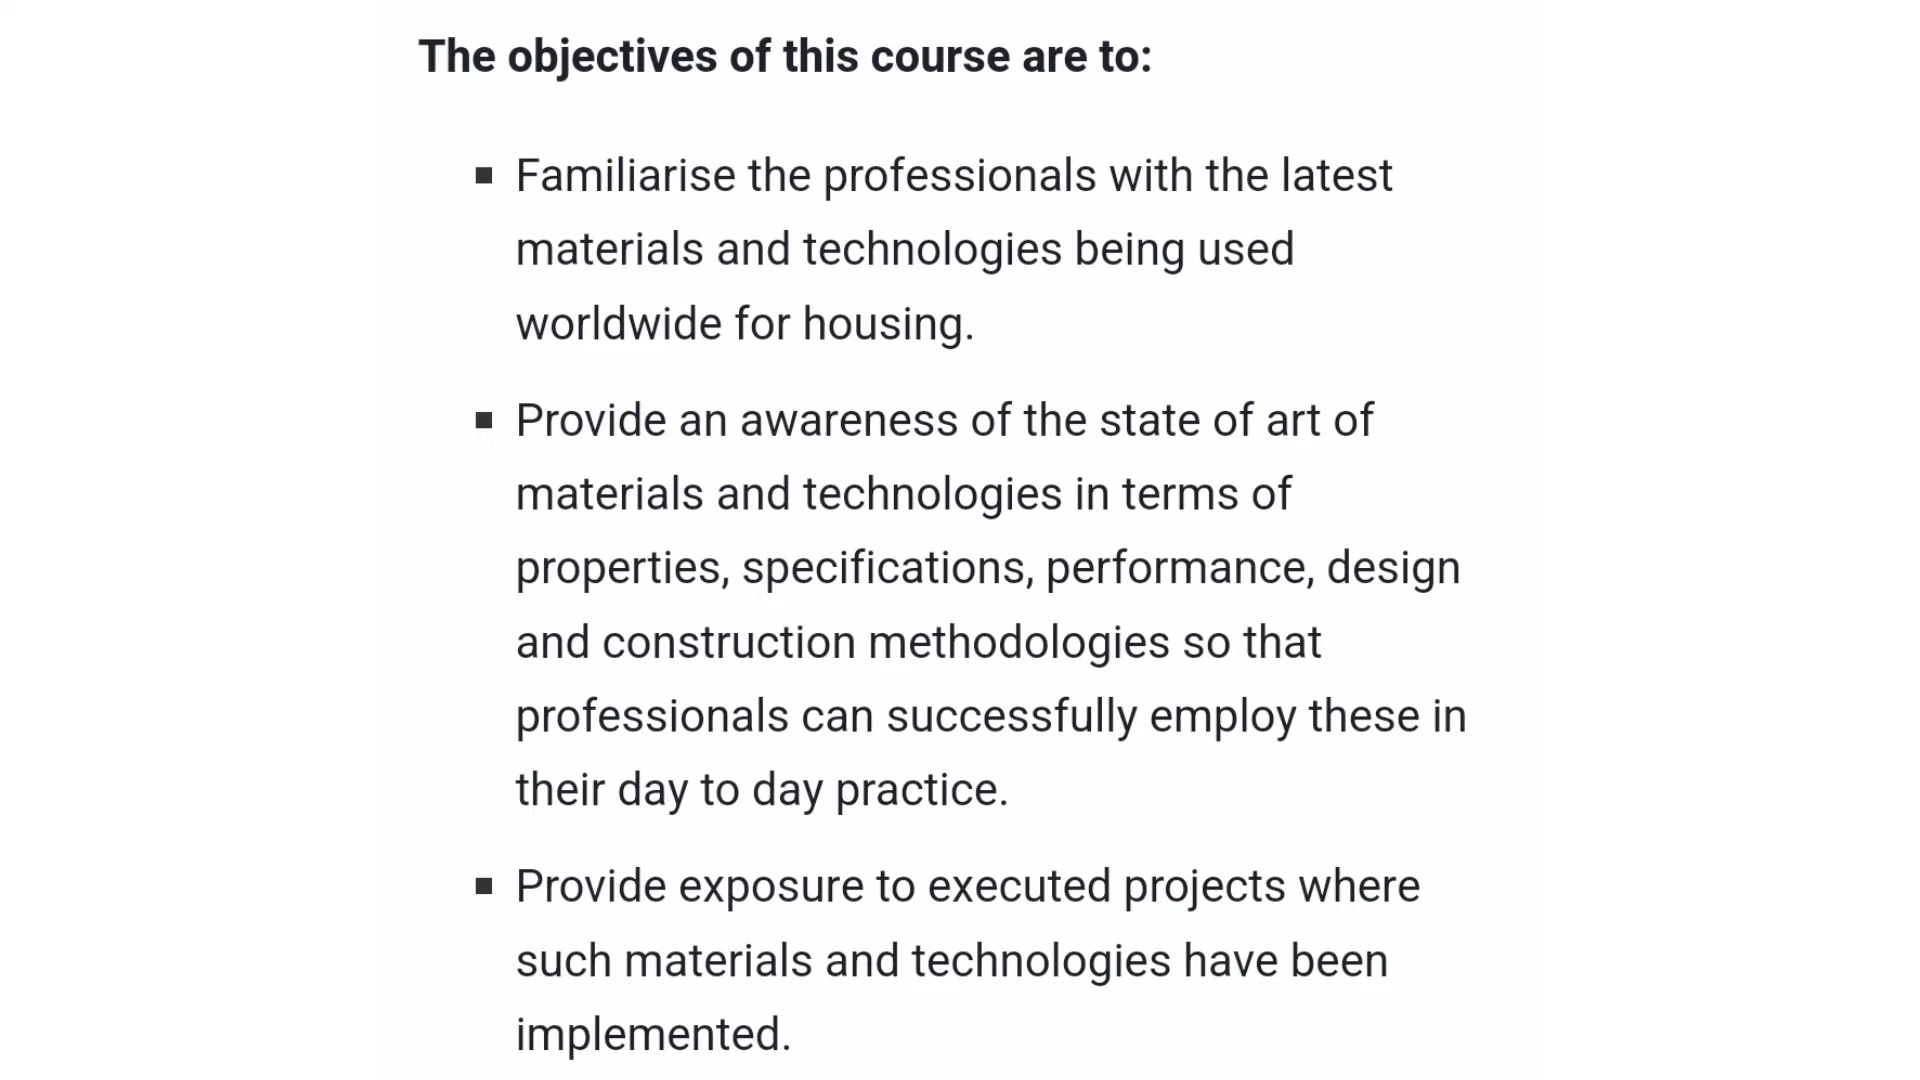 The objectives of this course are to:
▪ Familiarise the professionals with the latest
materials and technologies being used
worldwide for housing.
▪ Provide an awareness of the state of art of
materials and technologies in terms of
properties, specifications, performance, design
and construction methodologies so that
professionals can successfully employ these in
their day to day practice.
▪ Provide exposure to executed projects where
such materials and technologies have been
implemented.